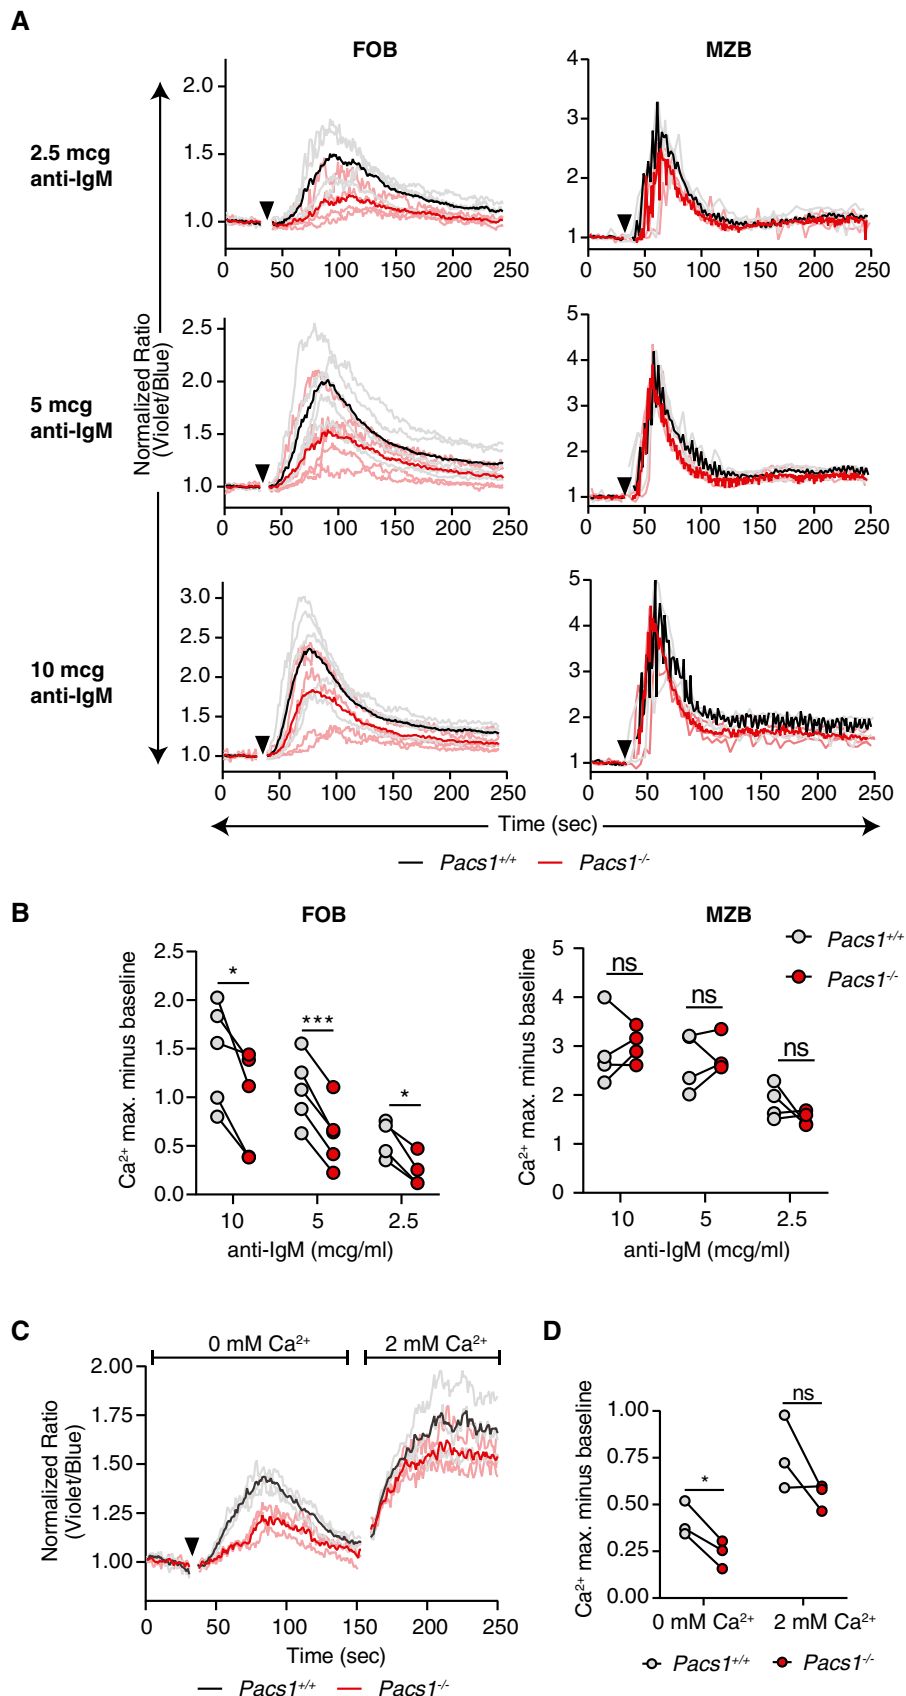 A
FOB MZB
2.5 mcg
anti-IgM
5 mcg
anti-IgM
10 mcg
anti-IgM
Normalized Ratio
(Violet/Blue)
2.0
1.5
1.0
0 50 100 150 200 250
4
3
2
1
0 50 100 150 200 250
2.5
2.0
1.5
1.0
0 50 100 150 200 250
5
4
3
2
1
0 50 100 150 200 250
3.0
2.5
2.0
1.5
1.0
0 50 100 150 200 250
5
4
3
2
1
0 50 100 150 200 250
Time (sec)
Pacs1+/+ Pacs1-/-
B
FOB
Ca2+ max. minus baseline
2.5
2.0
1.5
1.0
0.5
0.0
* *** *
10 5 2.5
anti-IgM (mcg/ml)
MZB
Ca2+ max. minus baseline
5
4
3
2
1
0
ns ns ns
10 5 2.5
anti-IgM (mcg/ml)
Pacs1+/+
Pacs1-/-
C
0 mM Ca2+ 2 mM Ca2+
Normalized Ratio
(Violet/Blue)
2.00
1.75
1.50
1.25
1.00
0 50 100 150 200 250
Time (sec)
Pacs1+/+ Pacs1-/-
D
Ca2+ max. minus baseline
1.00
0.75
0.50
0.25
0.00
* ns
0 mM Ca2+ 2 mM Ca2+
Pacs1+/+ Pacs1-/-